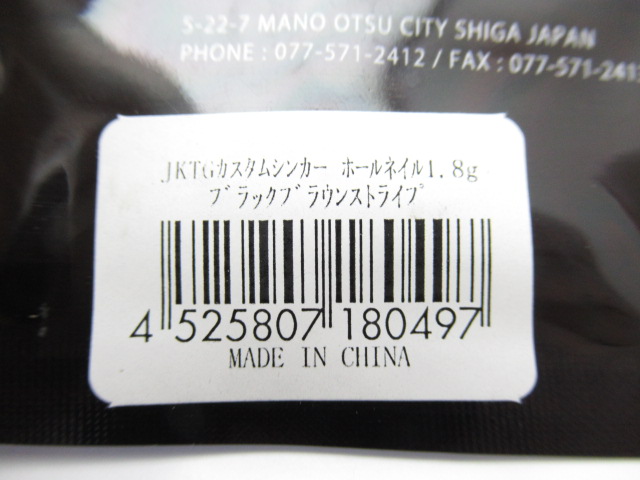 5-22-7 MANO OTSU CITY SHIGA JAPAN
PHONE : 077-571-2412 / FAX : 077-571-241
JKTGカスタムシンカー ホールネイル1.8g
ブラックブラウンストライプ
4 525807 180497
MADE IN CHINA